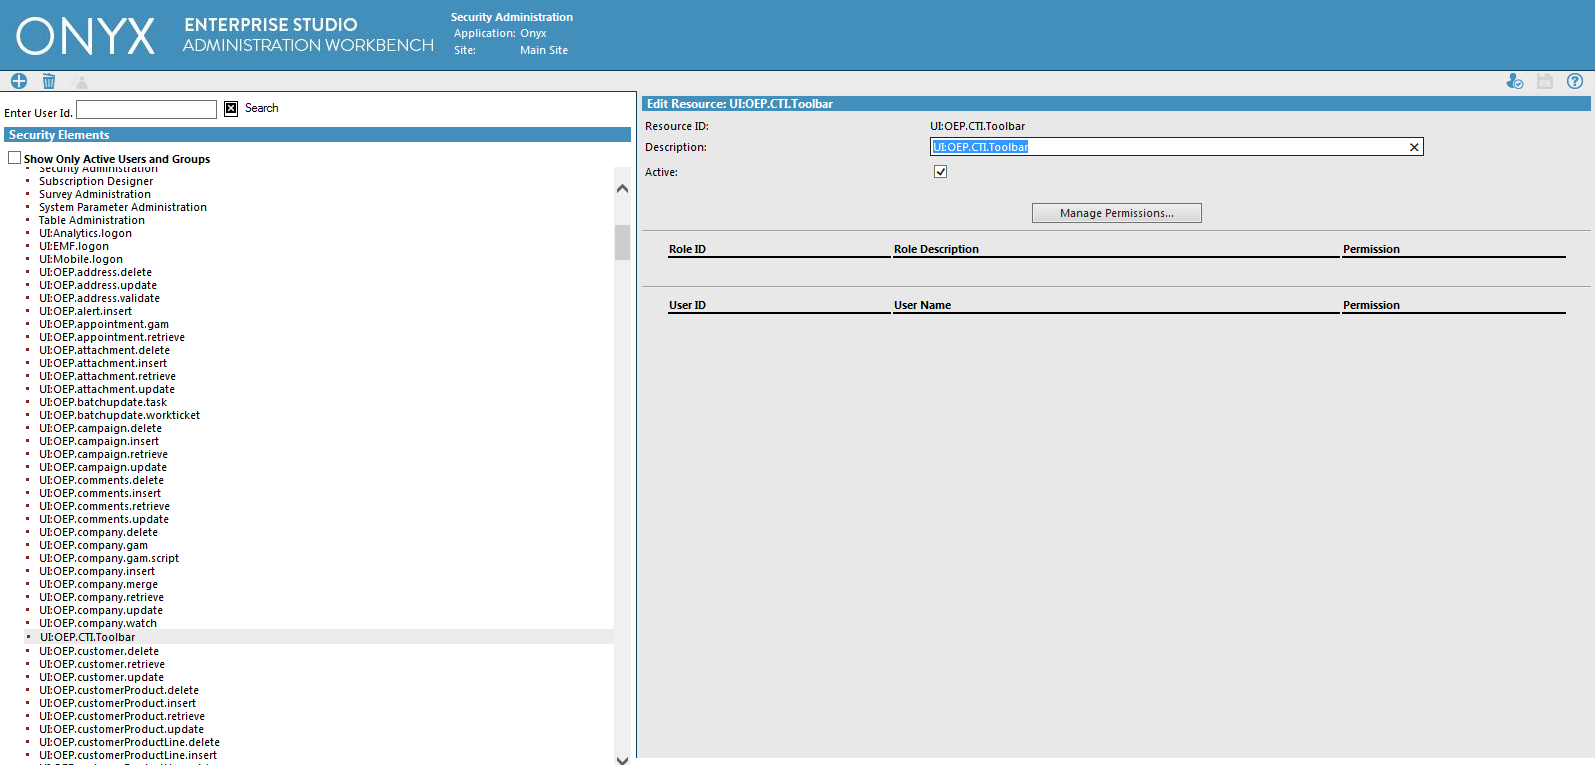 ONYX
ENTERPRISE STUDIO
ADMINISTRATION WORKBENCH
Security Administration
Application: Onyx
Site: Main Site
Enter User Id.
Search
Security Elements
Show Only Active Users and Groups
Security Administration
Subscription Designer
Survey Administration
System Parameter Administration
Table Administration
UI:Analytics.logon
UI:EMF.logon
UI:Mobile.logon
UI:OEP.address.delete
UI:OEP.address.update
UI:OEP.address.validate
UI:OEP.alert.insert
UI:OEP.appointment.gam
UI:OEP.appointment.retrieve
UI:OEP.attachment.delete
UI:OEP.attachment.insert
UI:OEP.attachment.retrieve
UI:OEP.attachment.update
UI:OEP.batchupdate.task
UI:OEP.batchupdate.workticket
UI:OEP.campaign.delete
UI:OEP.campaign.insert
UI:OEP.campaign.retrieve
UI:OEP.campaign.update
UI:OEP.comments.delete
UI:OEP.comments.insert
UI:OEP.comments.retrieve
UI:OEP.comments.update
UI:OEP.company.delete
UI:OEP.company.gam
UI:OEP.company.gam.script
UI:OEP.company.insert
UI:OEP.company.merge
UI:OEP.company.retrieve
UI:OEP.company.update
UI:OEP.company.watch
UI:OEP.CTI.Toolbar
UI:OEP.customer.delete
UI:OEP.customer.retrieve
UI:OEP.customer.update
UI:OEP.customerProduct.delete
UI:OEP.customerProduct.insert
UI:OEP.customerProduct.retrieve
UI:OEP.customerProduct.update
UI:OEP.customerProductLine.delete
UI:OEP.customerProductLine.insert
Edit Resource: UI:OEP.CTI.Toolbar
Resource ID: UI:OEP.CTI.Toolbar
Description: UI:OEP.CTI.Toolbar
Active:
Manage Permissions...
Role ID Role Description Permission
User ID User Name Permission